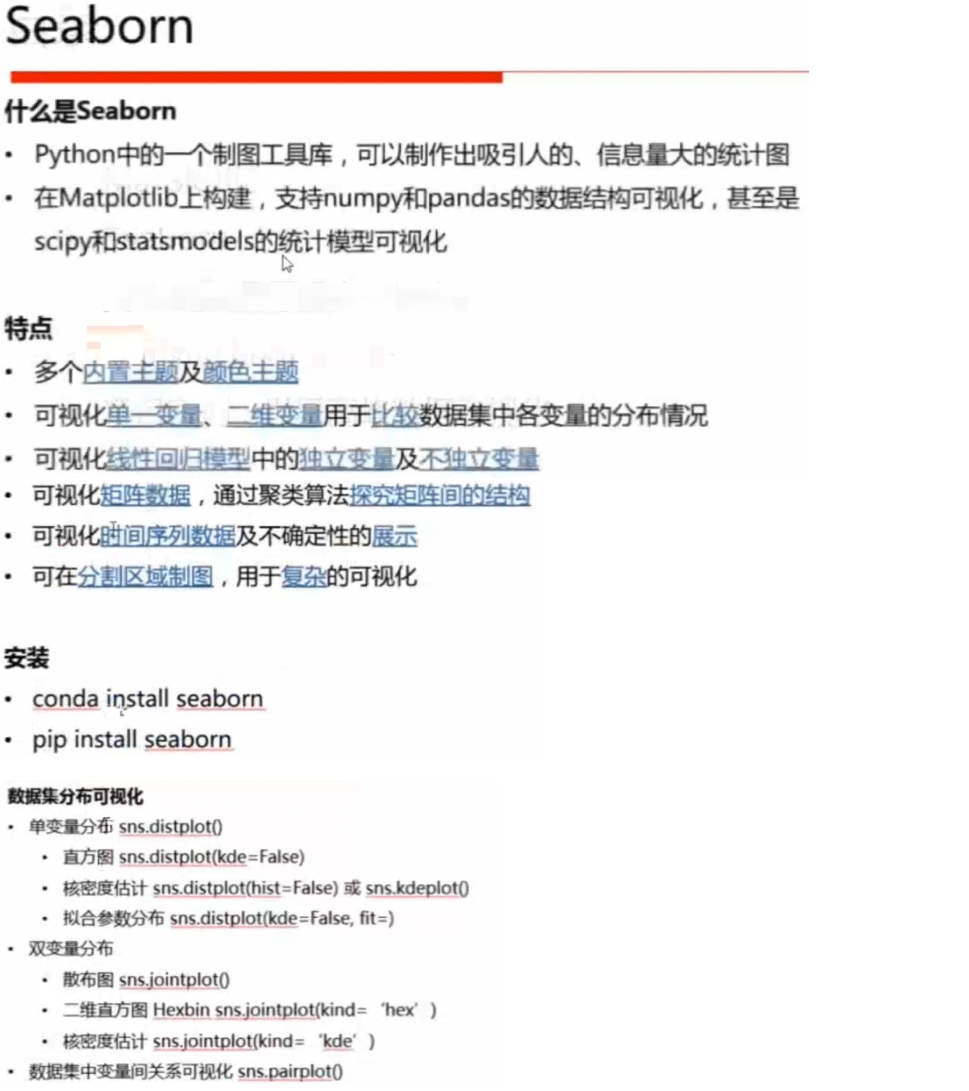 Seaborn
什么是Seaborn
• Python中的一个制图工具库，可以制作出吸引人的、信息量大的统计图
• 在Matplotlib上构建，支持numpy和pandas的数据结构可视化，甚至是
scipy和statsmodels的统计模型可视化
特点
• 多个内置主题及颜色主题
• 可视化单一变量、二维变量用于比较数据集中各变量的分布情况
• 可视化线性回归模型中的独立变量及不独立变量
• 可视化矩阵数据，通过聚类算法探究矩阵间的结构
• 可视化时间序列数据及不确定性的展示
• 可在分割区域制图，用于复杂的可视化
安装
• conda install seaborn
• pip install seaborn
数据集分布可视化
• 单变量分布 sns.distplot()
• 直方图 sns.distplot(kde=False)
• 核密度估计 sns.distplot(hist=False) 或 sns.kdeplot()
• 拟合参数分布 sns.distplot(kde=False, fit=)
• 双变量分布
• 散布图 sns.jointplot()
• 二维直方图 Hexbin sns.jointplot(kind=‘hex’)
• 核密度估计 sns.jointplot(kind=‘kde’)
• 数据集中变量间关系可视化 sns.pairplot()